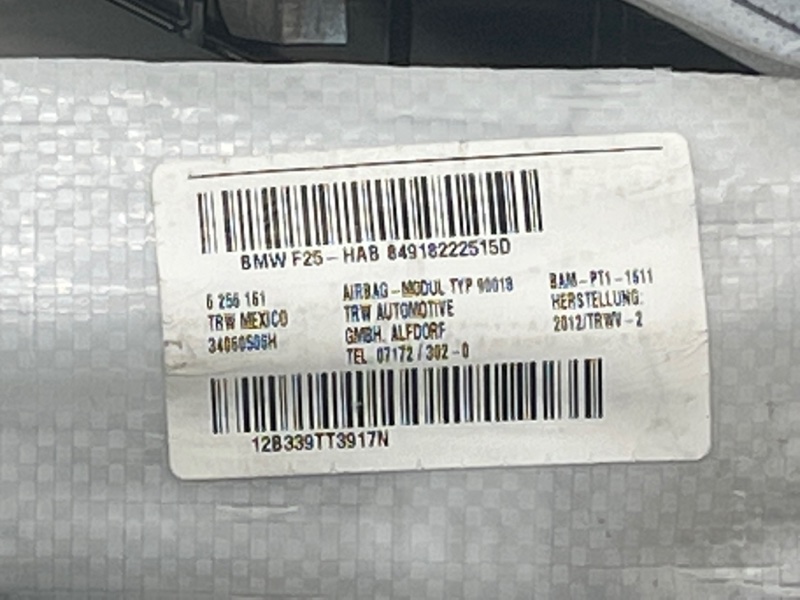 BMW F25-HAB 84918222515D
6 256 161
TRW MEXICO
34060506H
AIRBAG-MODUL TYP 90018
TRW AUTOMOTIVE
GMBH. ALFDORF
TEL 07172/302-0
BAM-PT1-1611
HERSTELLUNG:
2012/TRWV-2
12B339TT3917N